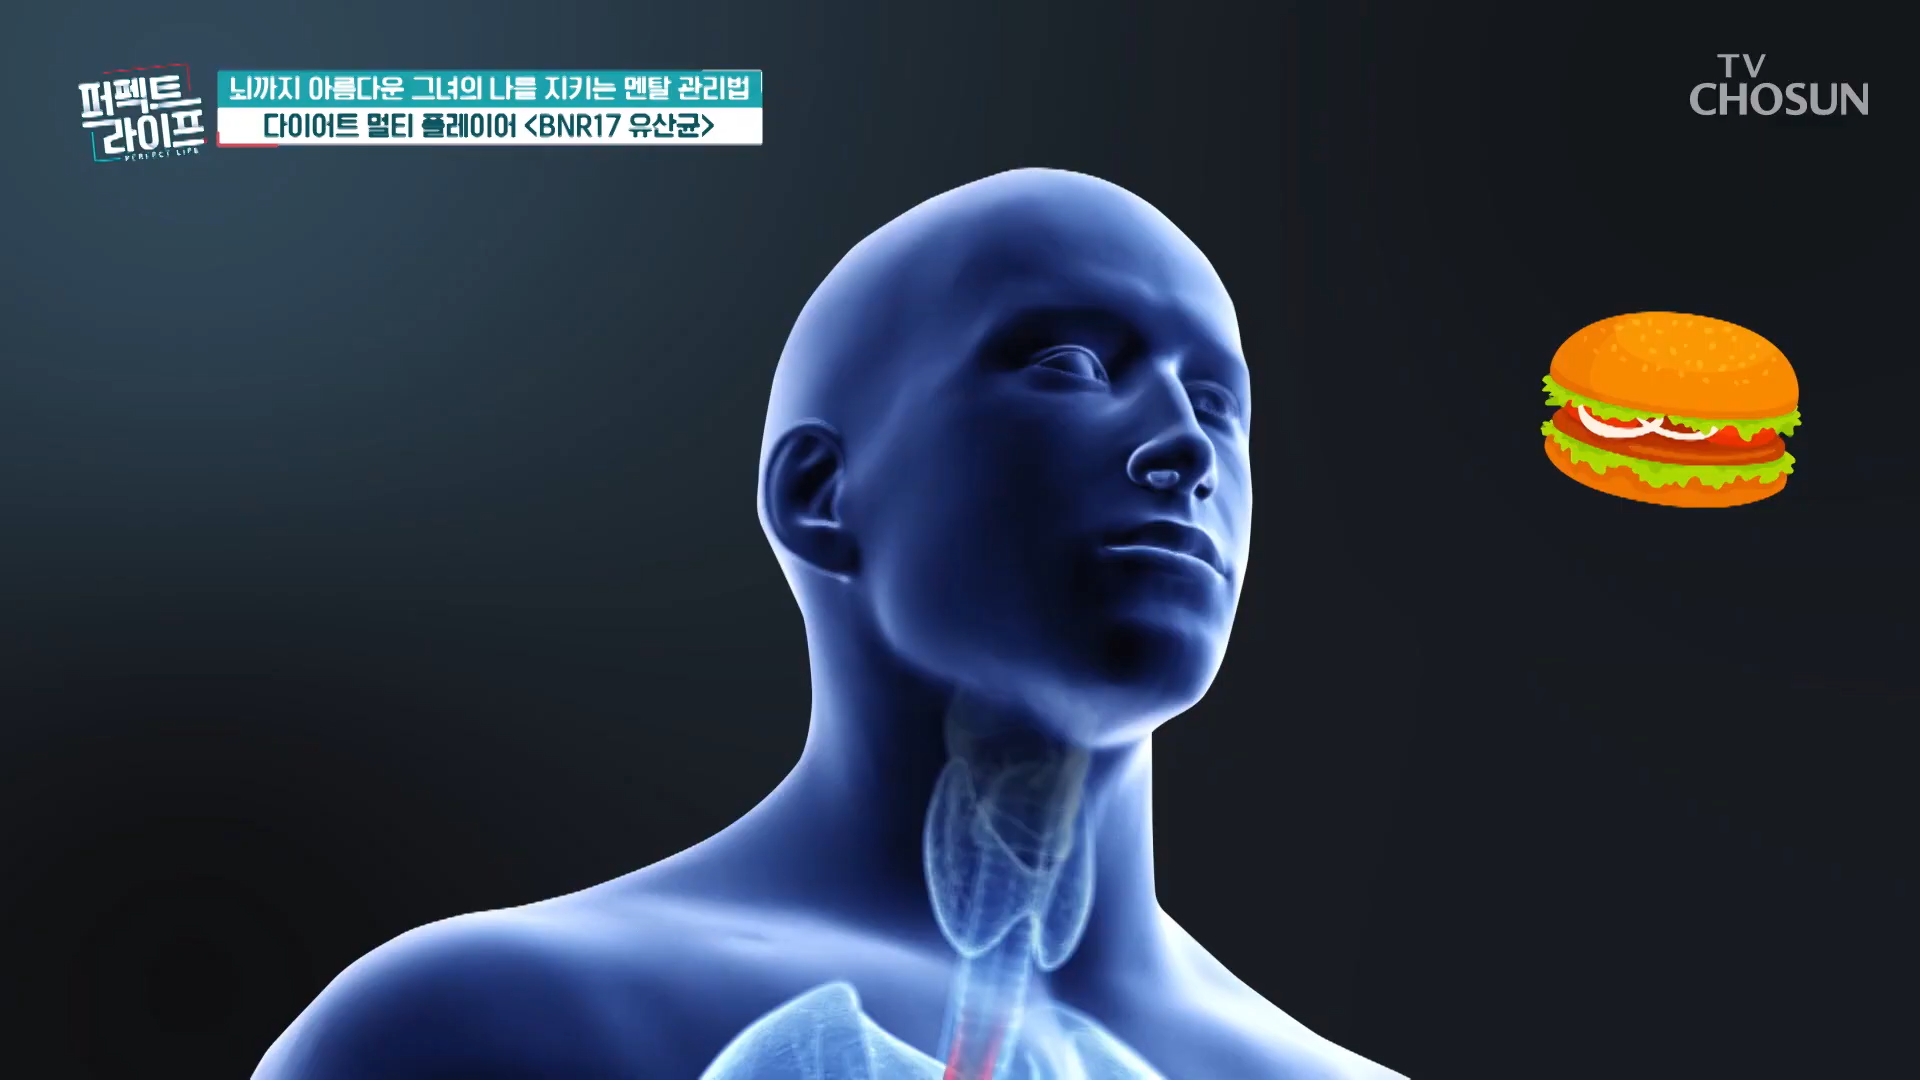 퍼펙트
라이프
PERFECT LIFE
뇌까지 아름다운 그녀의 나를 지키는 멘탈 관리법
다이어트 멀티 플레이어 <BNR17 유산균>
TV
CHOSUN